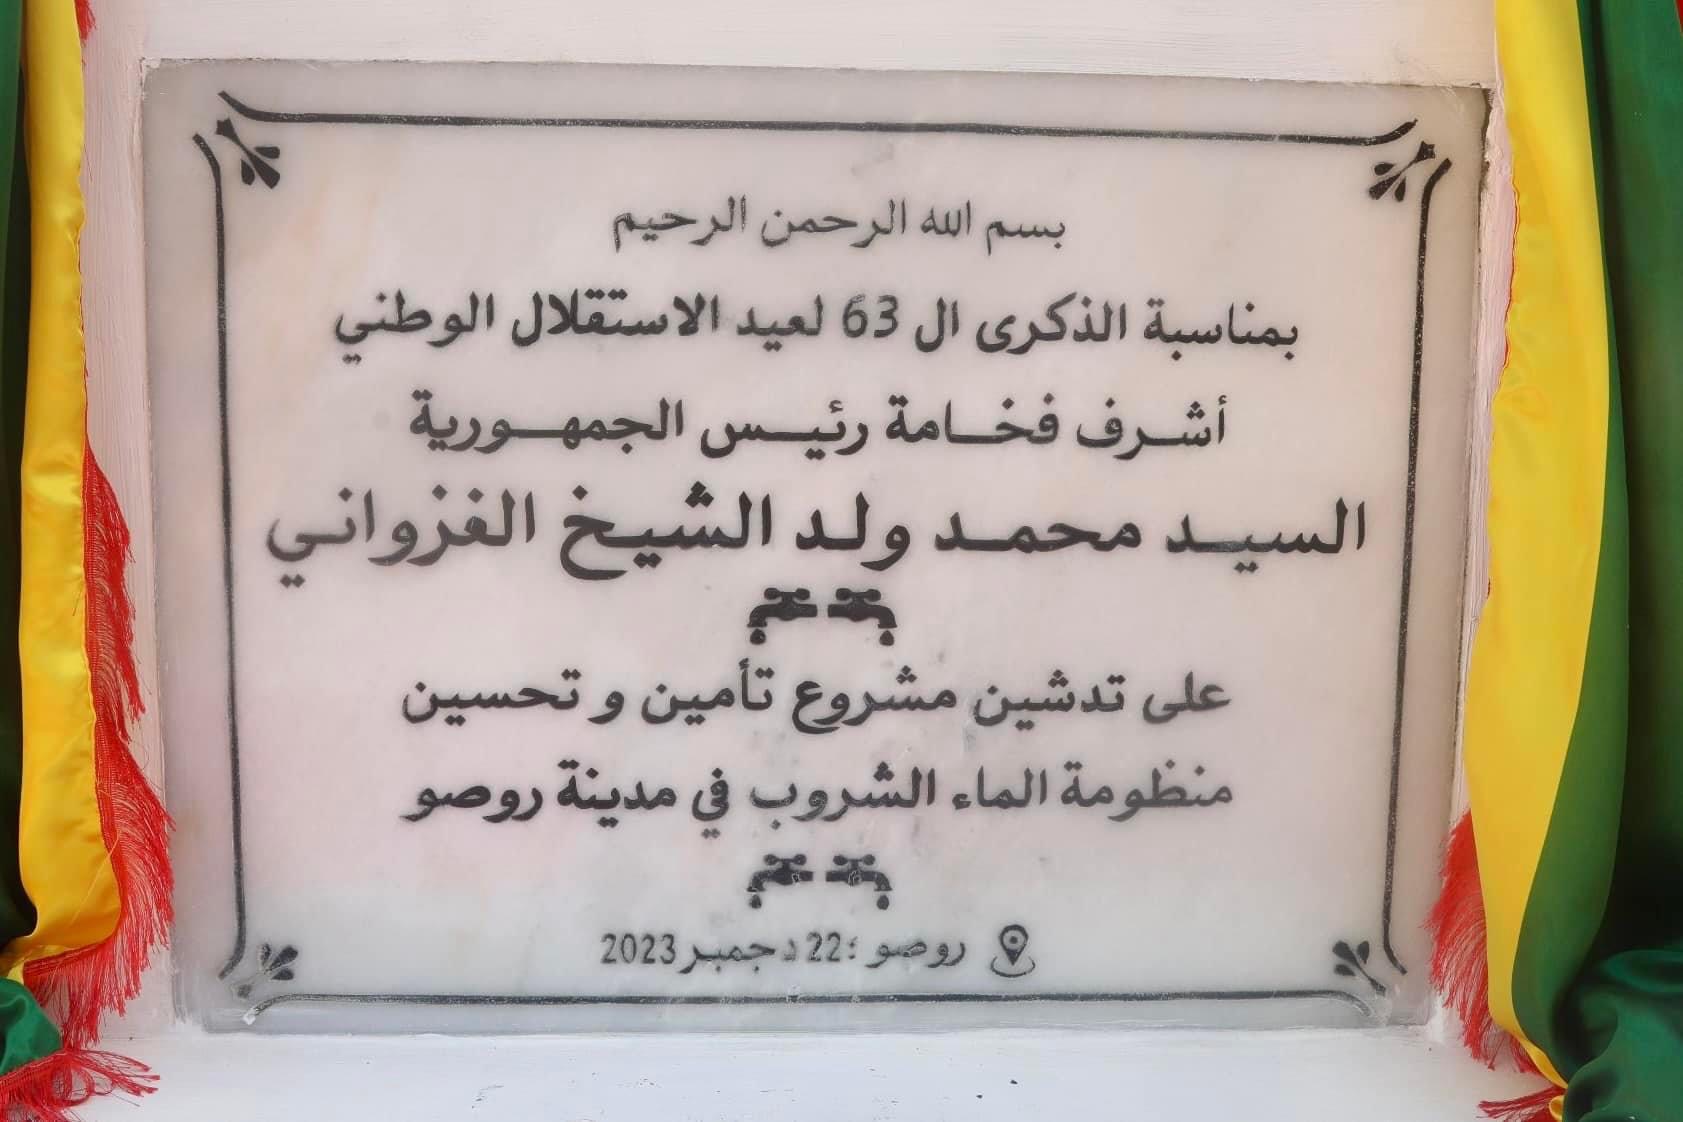 بسم الله الرحمن الرحيم
بمناسبة الذكرى ال 63 لعيد الاستقلال الوطني
أشرف فخامة رئيس الجمهورية
السيد محمد ولد الشيخ الغزواني
على تدشين مشروع تأمين و تحسين
منظومة الماء الشروب في مدينة روصو
روصو ؛22 دجمبر 2023